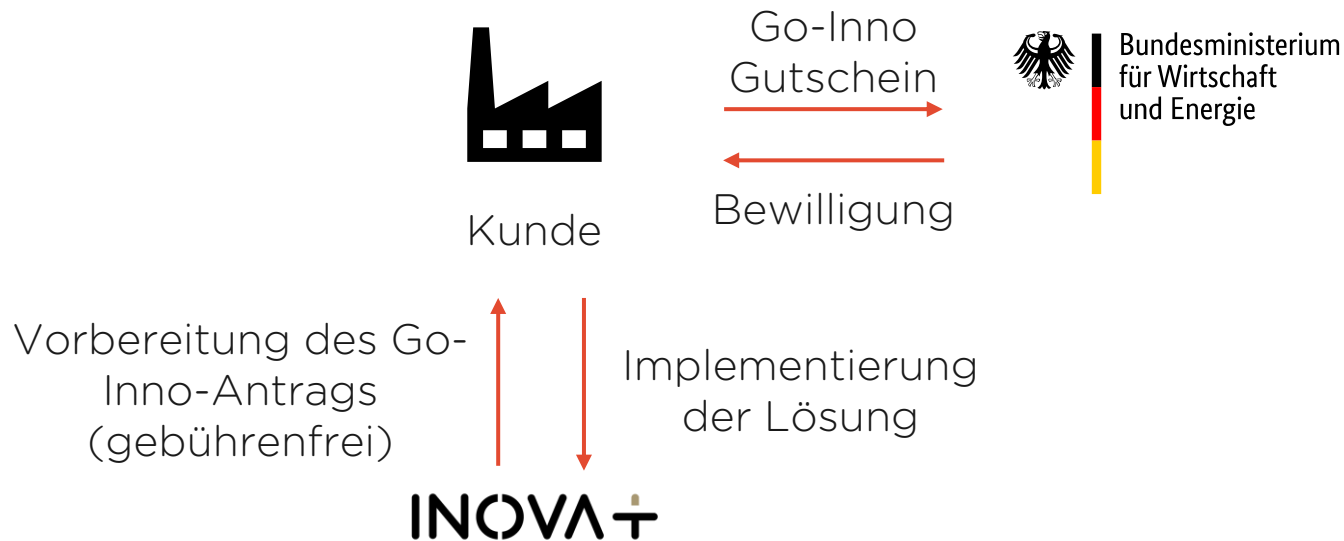 Go-Inno
Gutschein
Bundesministerium
für Wirtschaft
und Energie
Bewilligung
Kunde
Vorbereitung des Go-
Inno-Antrags
(gebührenfrei)
Implementierung
der Lösung
INOVA+